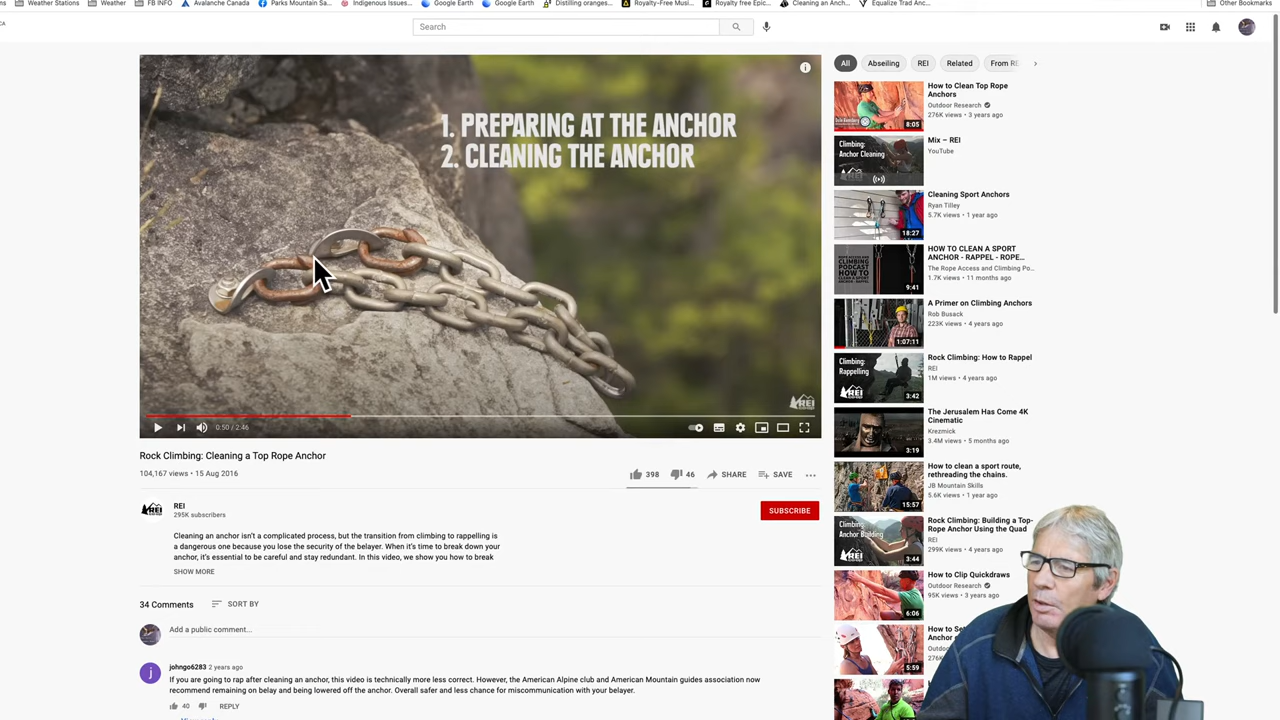 Weather Stations
Weather
FB INFO
Avalanche Canada
Parks Mountain Sa...
Indigenous Issues...
Google Earth
Google Earth
Distilling oranges...
Royalty-Free Musi...
Royalty free Epic...
Cleaning an Anch...
Equalize Trad Anc...
Other Bookmarks
Search
1. PREPARING AT THE ANCHOR
2. CLEANING THE ANCHOR
REI
0:50 / 2:46
Rock Climbing: Cleaning a Top Rope Anchor
104,167 views • 15 Aug 2016
398
46
SHARE
SAVE
REI
295K subscribers
SUBSCRIBE
Cleaning an anchor isn't a complicated process, but the transition from climbing to rappelling is
a dangerous one because you lose the security of the belayer. When it's time to break down your
anchor, it's essential to be careful and stay redundant. In this video, we show you how to break
SHOW MORE
34 Comments
SORT BY
Add a public comment...
j
johngo6283 2 years ago
If you are going to rap after cleaning an anchor, this video is technically more less correct. However, the American Alpine club and American Mountain guides association now
recommend remaining on belay and being lowered off the anchor. Overall safer and less chance for miscommunication with your belayer.
40
REPLY
All
Abseiling
REI
Related
From RE
How to Clean Top Rope
Anchors
Outdoor Research
276K views • 3 years ago
8:05
Climbing:
Anchor Cleaning
REI
Mix – REI
YouTube
Cleaning Sport Anchors
Ryan Tilley
5.7K views • 1 year ago
18:27
HOW TO CLEAN A SPORT
ANCHOR - RAPPEL - ROPE...
The Rope Access and Climbing Po...
1.7K views • 11 months ago
9:41
A Primer on Climbing Anchors
Rob Busack
223K views • 4 years ago
1:07:11
Climbing:
Rappelling
REI
Rock Climbing: How to Rappel
REI
1M views • 4 years ago
3:42
The Jerusalem Has Come 4K
Cinematic
Krezmick
3.4M views • 5 months ago
3:19
How to clean a sport route,
rethreading the chains.
JB Mountain Skills
5.6K views • 1 year ago
15:57
Climbing:
Anchor Building
REI
Rock Climbing: Building a Top-
Rope Anchor Using the Quad
REI
299K views • 4 years ago
3:44
How to Clip Quickdraws
Outdoor Research
95K views • 3 years ago
6:06
How to Se
Anchor
Outdoo
276K
5:59